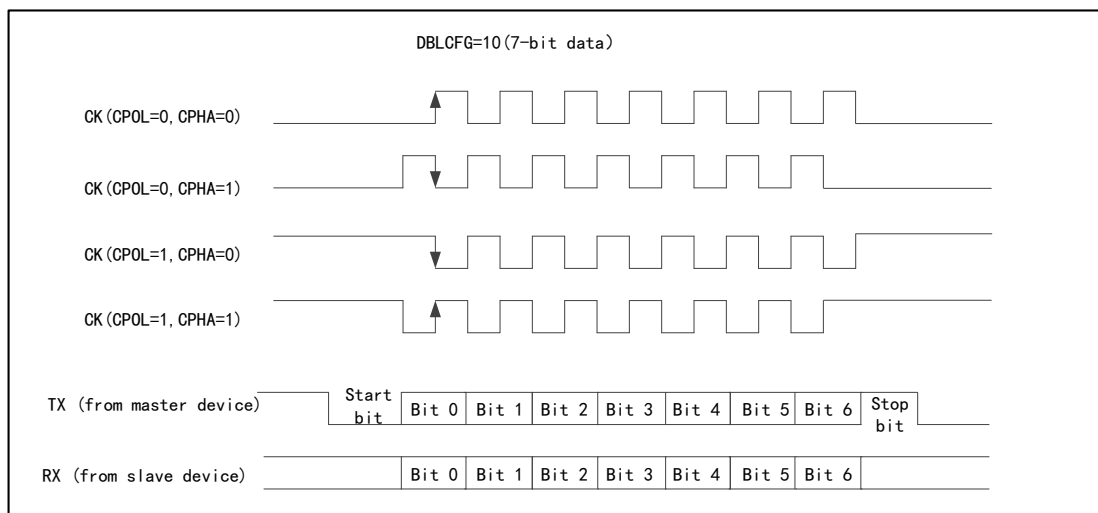 DBLCFG=10(7-bit data)
CK(CPOL=0,CPHA=0)
CK(CPOL=0,CPHA=1)
CK(CPOL=1,CPHA=0)
CK(CPOL=1,CPHA=1)
TX (from master device) Start bit Bit 0 Bit 1 Bit 2 Bit 3 Bit 4 Bit 5 Bit 6 Stop bit
RX (from slave device) Bit 0 Bit 1 Bit 2 Bit 3 Bit 4 Bit 5 Bit 6